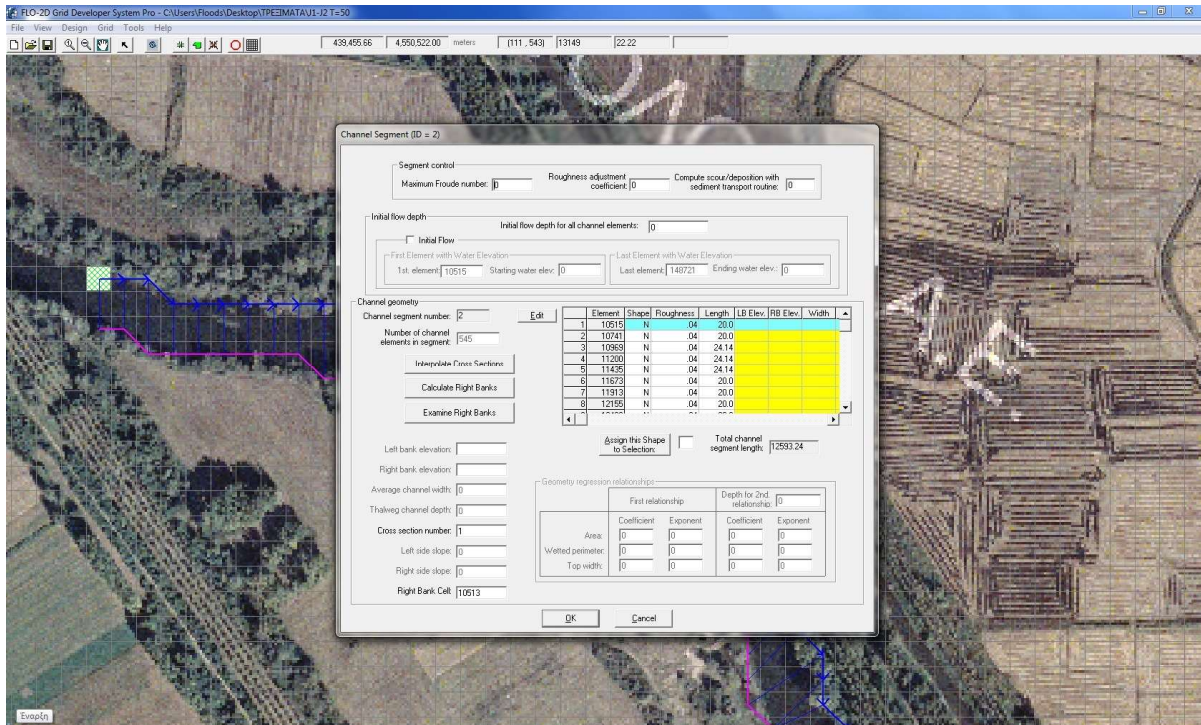 FLO-2D Grid Developer System Pro - C:\Users\Floods\Desktop\ΤΡΕΞΙΜΑΤΑ\J1-J2 T=50
File View Design Grid Tools Help
439,455.66 4,550,522.00 meters (111 , 543) 13149 22.22
Channel Segment (ID = 2)
Segment control
Maximum Froude number: 0 Roughness adjustment coefficient: 0 Compute scour/deposition with sediment transport routine: 0
Initial flow depth
Initial flow depth for all channel elements: 0
Initial Flow
First Element with Water Elevation Last Element with Water Elevation
1st. element: 10515 Starting water elev: 0 Last element: 148721 Ending water elev.: 0
Channel geometry
Channel segment number: 2 Edit
Number of channel elements in segment: 545
Interpolate Cross Sections
Calculate Right Banks
Examine Right Banks
Element Shape Roughness Length LB Elev. RB Elev. Width
1 10515 N .04 20.0
2 10741 N .04 20.0
3 10969 N .04 24.14
4 11200 N .04 24.14
5 11435 N .04 24.14
6 11673 N .04 20.0
7 11913 N .04 20.0
8 12155 N .04 20.0
Assign this Shape to Selection: Total channel segment length: 12593.24
Left bank elevation:
Right bank elevation:
Average channel width: 0
Thalweg channel depth: 0
Cross section number: 1
Left side slope: 0
Right side slope: 0
Right Bank Cell: 10513
Geometry regression relationships
First relationship Depth for 2nd. relationship: 0
Coefficient Exponent Coefficient Exponent
Area: 0 0 0 0
Wetted perimeter: 0 0 0 0
Top width: 0 0 0 0
OK Cancel
Έναρξη